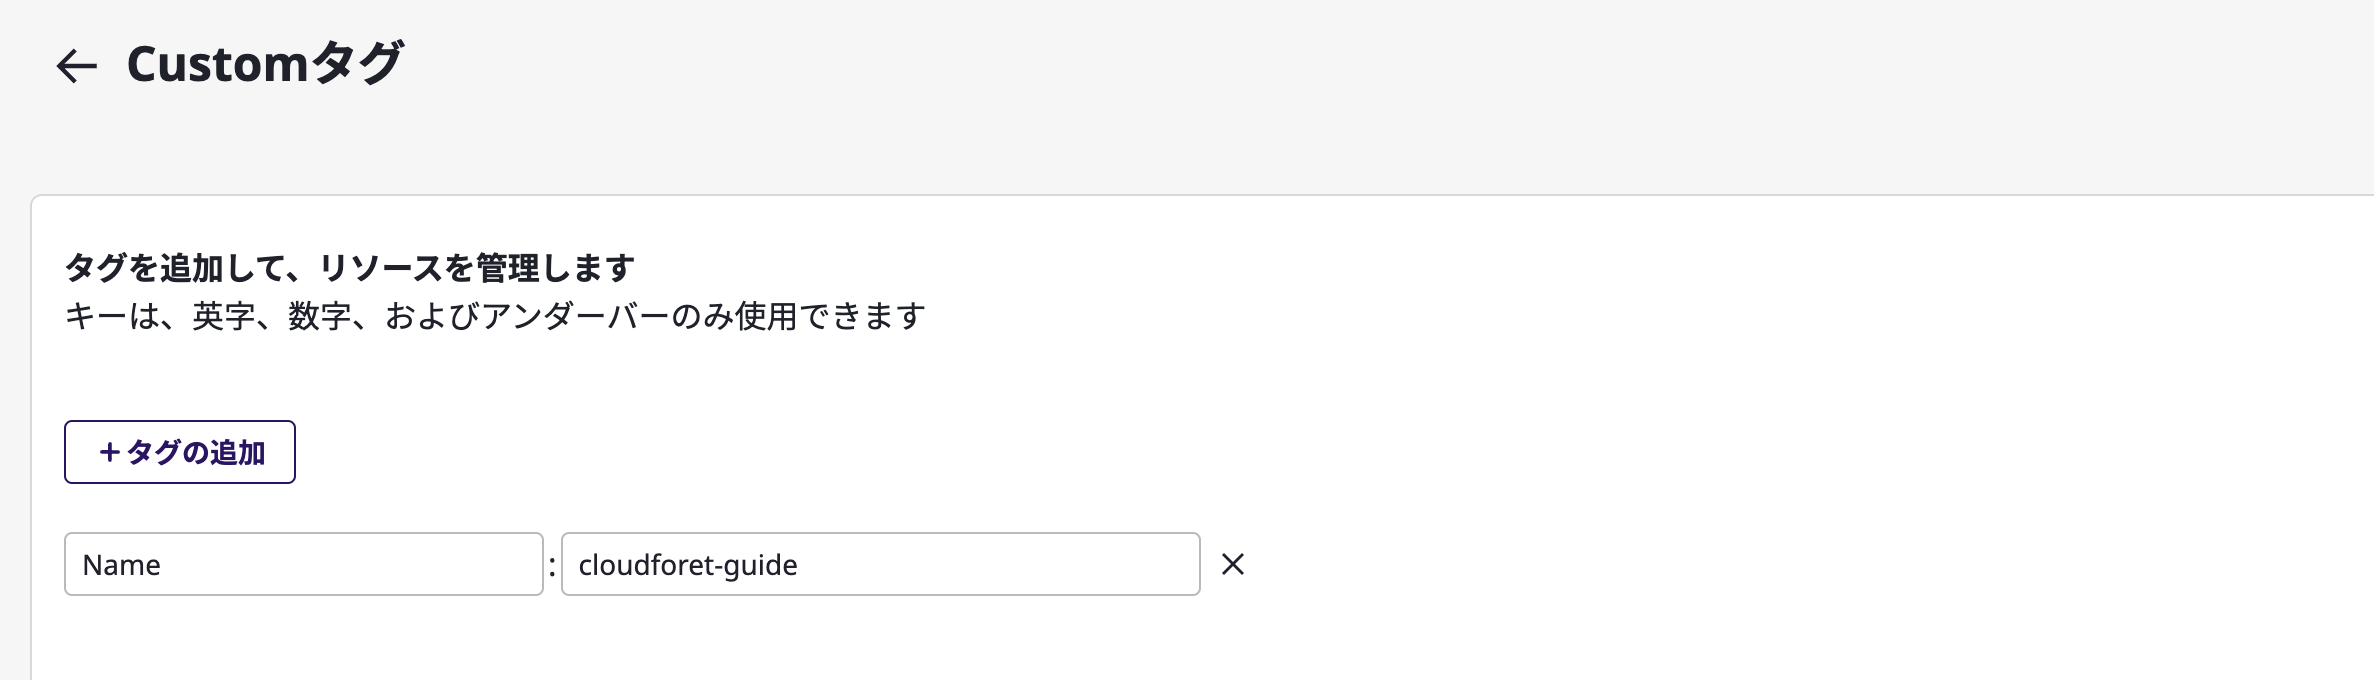 Customタグ
タグを追加して、リソースを管理します
キーは、英字、数字、およびアンダーバーのみ使用できます
+ タグの追加
Name : cloudforet-guide